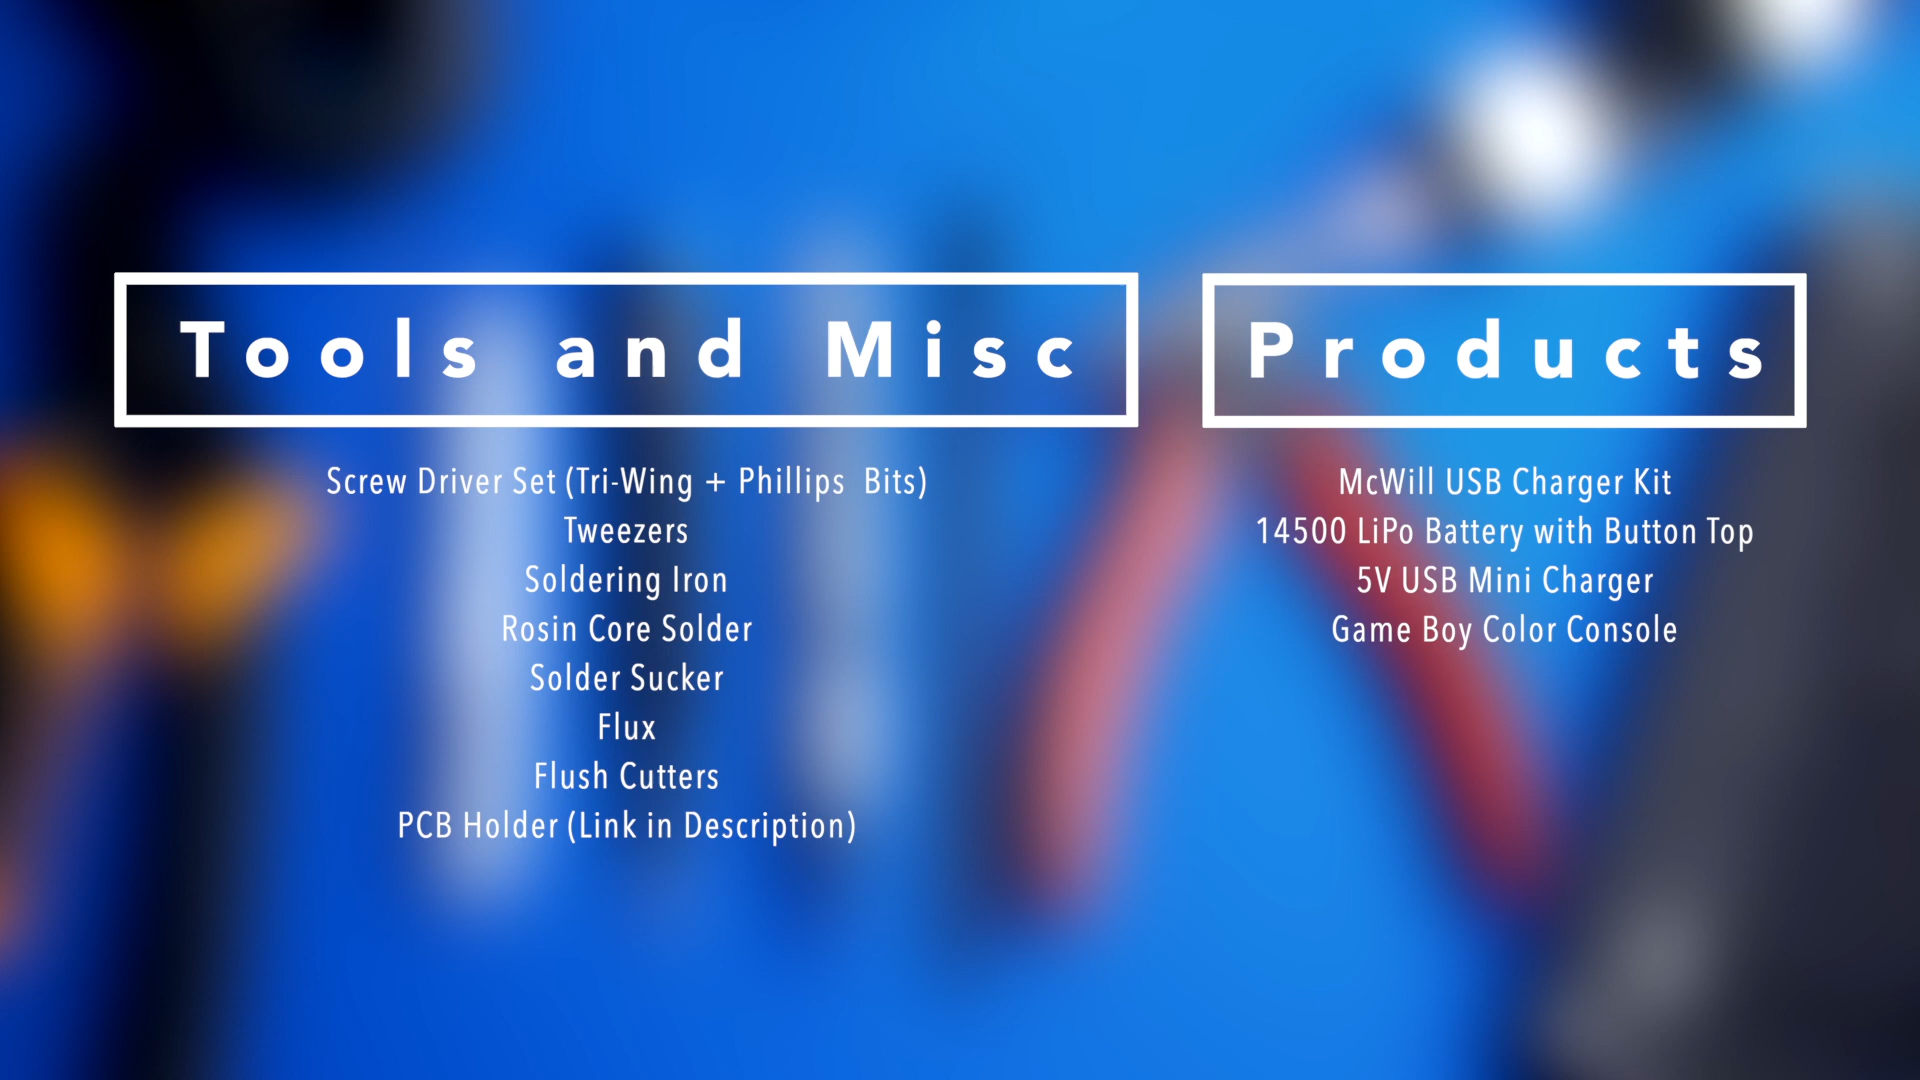 Tools and Misc
Screw Driver Set (Tri-Wing + Phillips Bits)
Tweezers
Soldering Iron
Rosin Core Solder
Solder Sucker
Flux
Flush Cutters
PCB Holder (Link in Description)
Products
McWill USB Charger Kit
14500 LiPo Battery with Button Top
5V USB Mini Charger
Game Boy Color Console